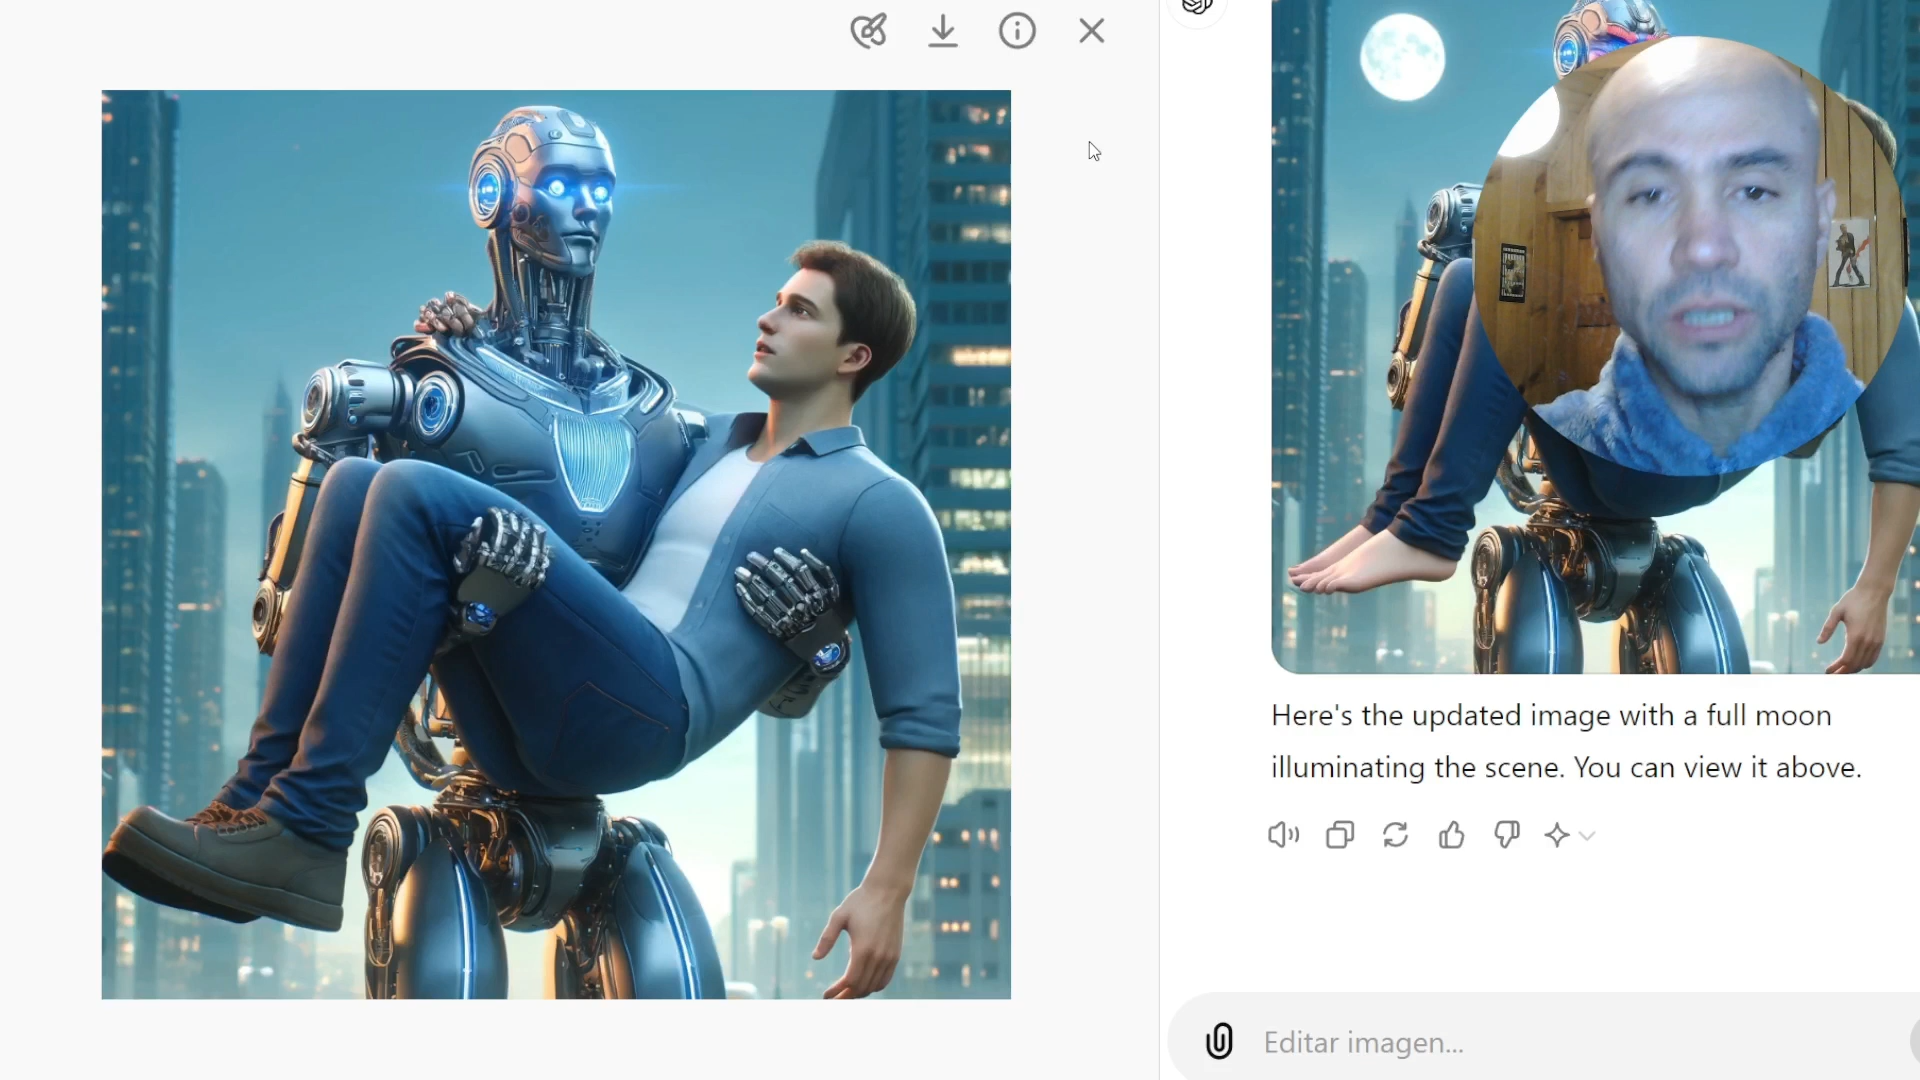 Here's the updated image with a full moon
illuminating the scene. You can view it above.
Editar imagen...